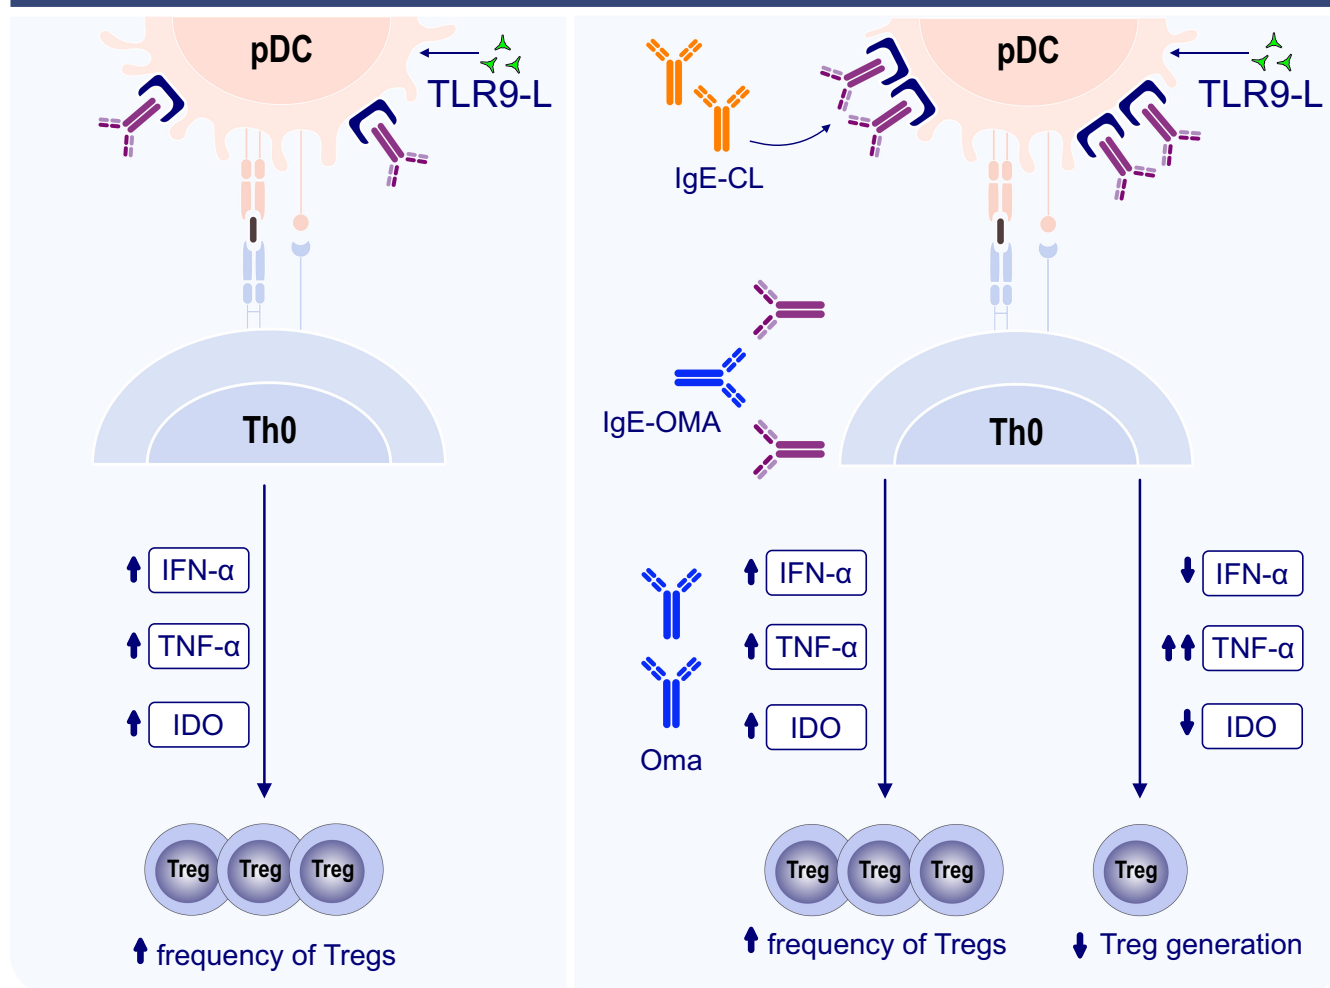 pDC
TLR9-L
Th0
IFN-α
TNF-α
IDO
Treg Treg Treg
frequency of Tregs
pDC
TLR9-L
IgE-CL
IgE-OMA
Th0
Oma
IFN-α
TNF-α
IDO
Treg Treg Treg
frequency of Tregs
IFN-α
TNF-α
IDO
Treg
Treg generation